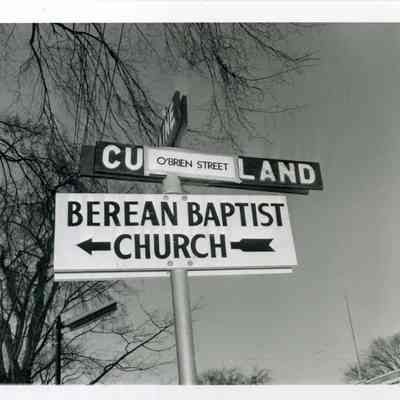 CU LAND
O'BRIEN STREET
BEREAN BAPTIST
CHURCH